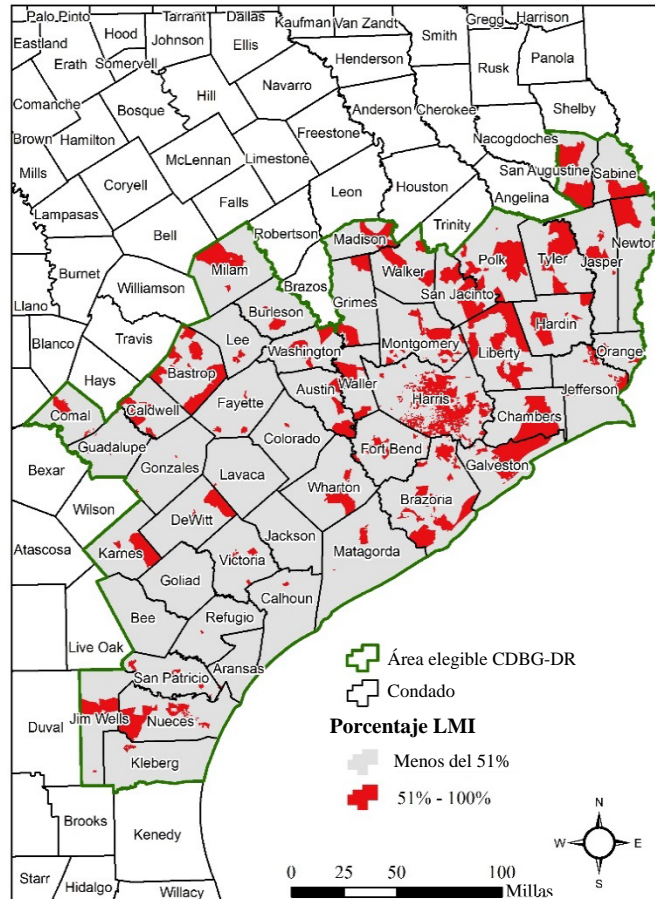 Palo Pinto
Tarrant
Dallas
Kaufman
Van Zandt
Gregg
Harrison
Eastland
Hood
Johnson
Ellis
Smith
Erath
Somervell
Henderson
Rusk
Panola
Comanche
Bosque
Hill
Navarro
Anderson
Cherokee
Shelby
Brown
Hamilton
Freestone
Nacogdoches
Mills
McLennan
Limestone
San Augustine
Sabine
Coryell
Leon
Houston
Angelina
Lampasas
Falls
Trinity
Bell
Robertson
Madison
Newton
Burnet
Milam
Walker
Polk
Tyler
Jasper
Williamson
Brazos
Grimes
San Jacinto
Llano
Burleson
Travis
Lee
Washington
Montgomery
Liberty
Hardin
Blanco
Bastrop
Austin
Waller
Harris
Orange
Hays
Jefferson
Caldwell
Fayette
Chambers
Comal
Colorado
Guadalupe
Fort Bend
Galveston
Bexar
Gonzales
Lavaca
Wharton
Brazoria
Wilson
DeWitt
Jackson
Matagorda
Atascosa
Karnes
Victoria
Goliad
Calhoun
Bee
Refugio
Live Oak
Aransas
San Patricio
Duval
Jim Wells
Nueces
Kleberg
Brooks
Kenedy
Starr
Hidalgo
Willacy
Área elegible CDBG-DR
Condado
Porcentaje LMI
Menos del 51%
51% - 100%
N
W
E
S
0 25 50 100
Millas